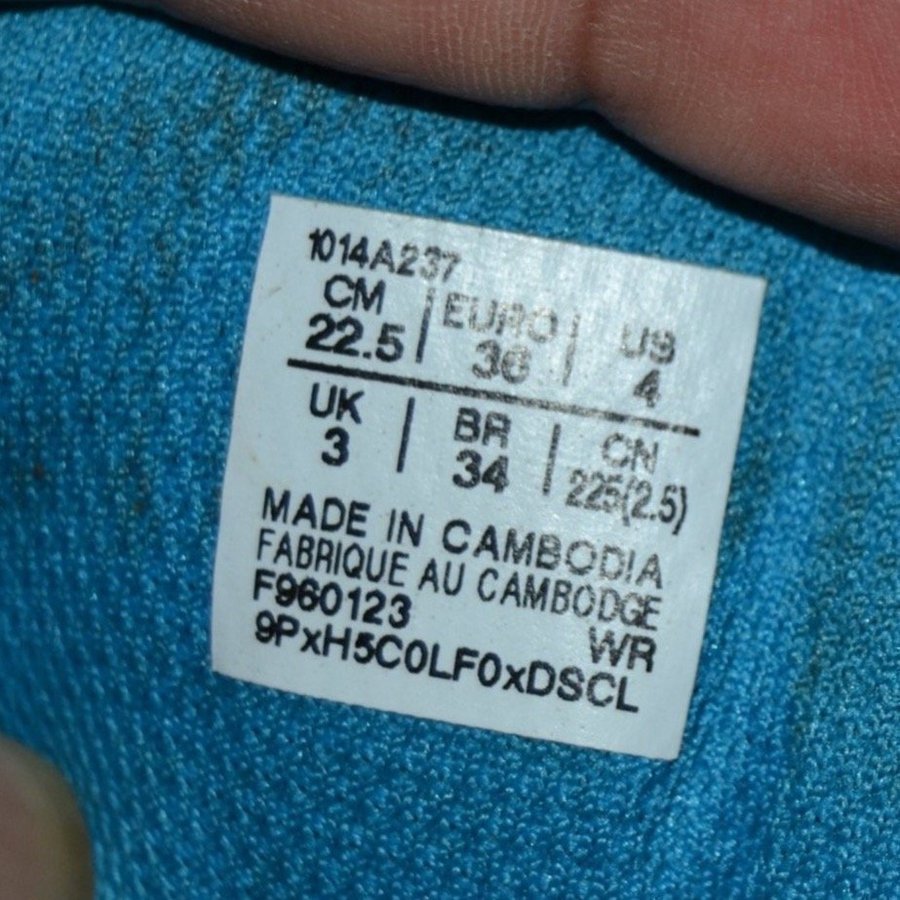 1014A237
CM | EURO | US
22.5 | 36 | 4
UK | BR | CN
3 | 34 | 225(2.5)
MADE IN CAMBODIA
FABRIQUE AU CAMBODGE
F960123 WR
9PxH5C0LF0xDSCL